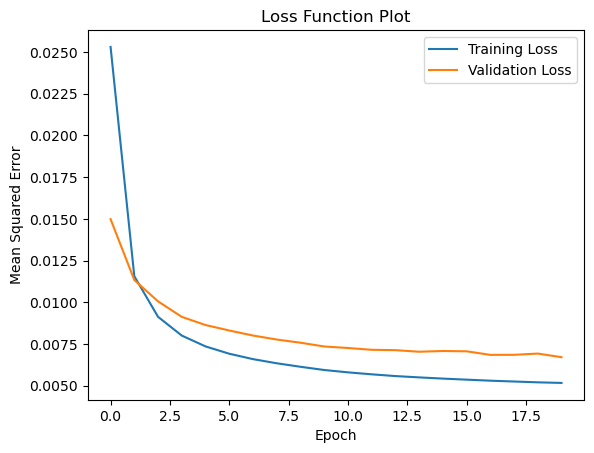 Loss Function Plot
Training Loss
Validation Loss
Mean Squared Error
0.0250
0.0225
0.0200
0.0175
0.0150
0.0125
0.0100
0.0075
0.0050
0.0 2.5 5.0 7.5 10.0 12.5 15.0 17.5
Epoch